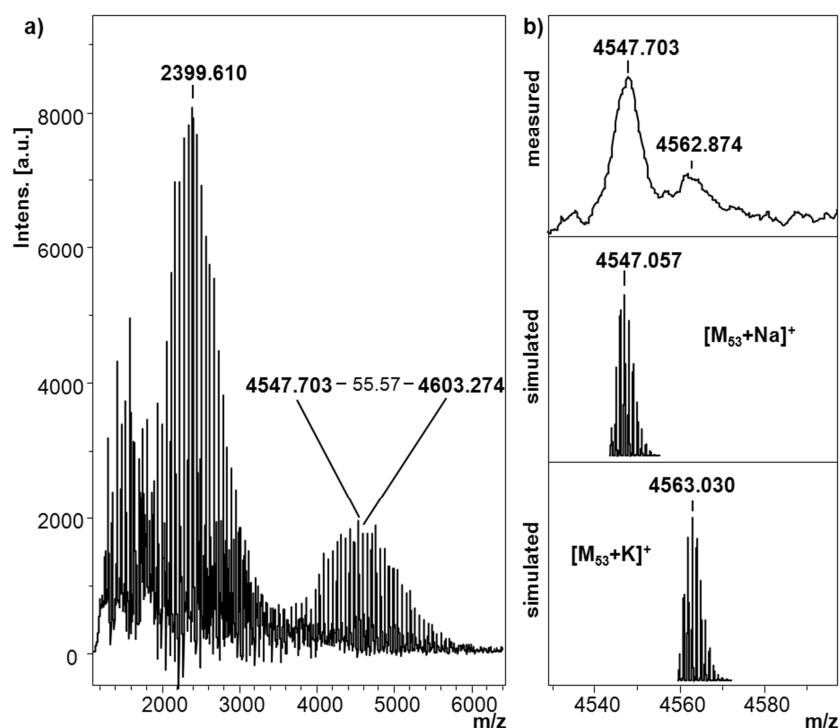 a)
2399.610
Intens. [a.u.]
8000
6000
4000
2000
0
4547.703 – 55.57 – 4603.274
2000 3000 4000 5000 6000
m/z
b)
measured
4547.703
4562.874
simulated
4547.057
[M₅₃+Na]⁺
simulated
4563.030
[M₅₃+K]⁺
4540 4560 4580
m/z